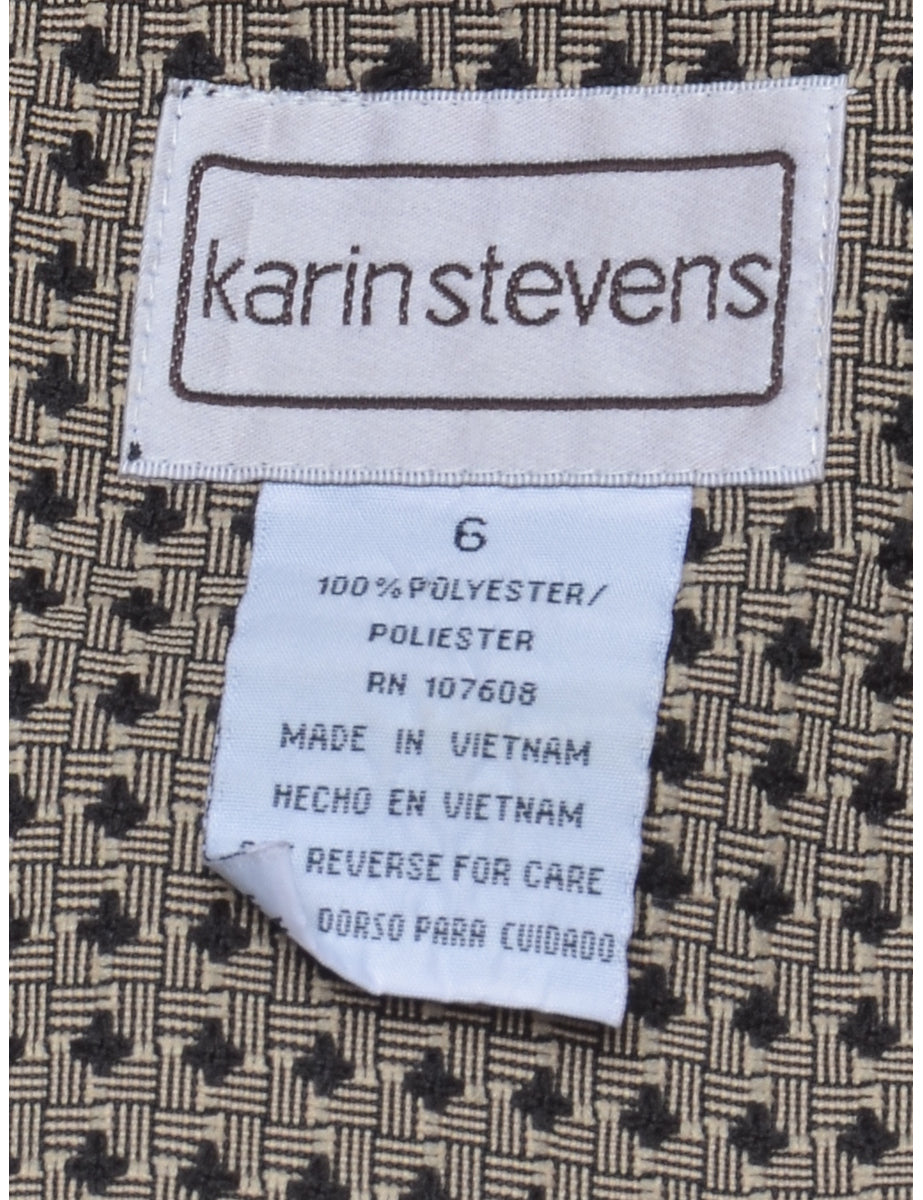 karin stevens
6
100% POLYESTER/
POLIESTER
RN 107608
MADE IN VIETNAM
HECHO EN VIETNAM
REVERSE FOR CARE
DORSO PARA CUIDADO